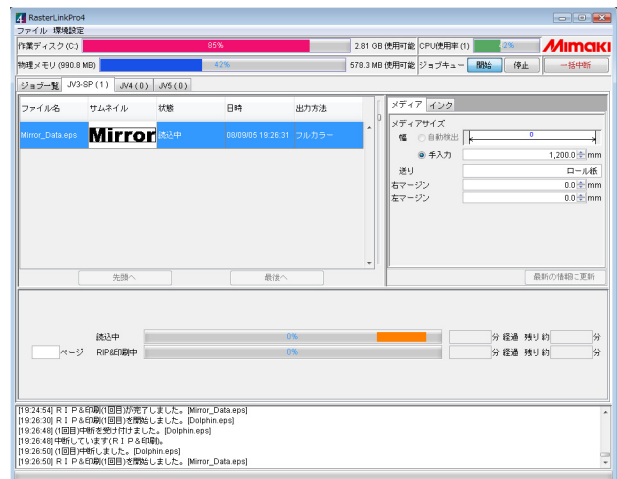 RasterLinkPro4
ファイル 環境設定
作業ディスク(C:) 85% 2.81 GB 使用可能 CPU使用率(1) 2% Mimaki
物理メモリ(990.8 MB) 42% 578.3 MB 使用可能 ジョブキュー 開始 停止 一括中断
ジョブ一覧 JV3-SP(1) JV4(0) JV5(0)
ファイル名 サムネイル 状態 日時 出力方法
Mirror_Data.eps Mirror 読込中 08/09/05 19:26:31 フルカラー
先頭へ 最後へ
メディア インク
メディアサイズ
幅 自動検出 0
手入力 1,200.0 mm
送り ロール紙
右マージン 0.0 mm
左マージン 0.0 mm
最新の情報に更新
読込中 0% 分 経過 残り約 分
ページ RIP&印刷中 0% 分 経過 残り約 分
[19:24:54] ＲＩＰ＆印刷(1回目)が完了しました。[Mirror_Data.eps]
[19:26:30] ＲＩＰ＆印刷(1回目)を開始しました。[Dolphin.eps]
[19:26:48] (1回目)中断を受け付けました。[Dolphin.eps]
[19:26:48] 中断しています(ＲＩＰ＆印刷)。
[19:26:50] (1回目)中断しました。[Dolphin.eps]
[19:26:50] ＲＩＰ＆印刷(1回目)を開始しました。[Mirror_Data.eps]